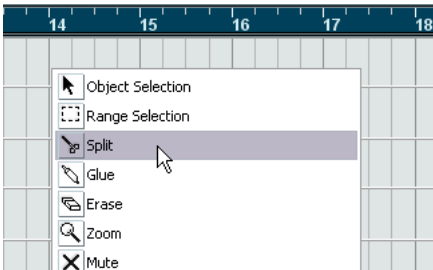 14 15 16 17 18
Object Selection
Range Selection
Split
Glue
Erase
Zoom
Mute